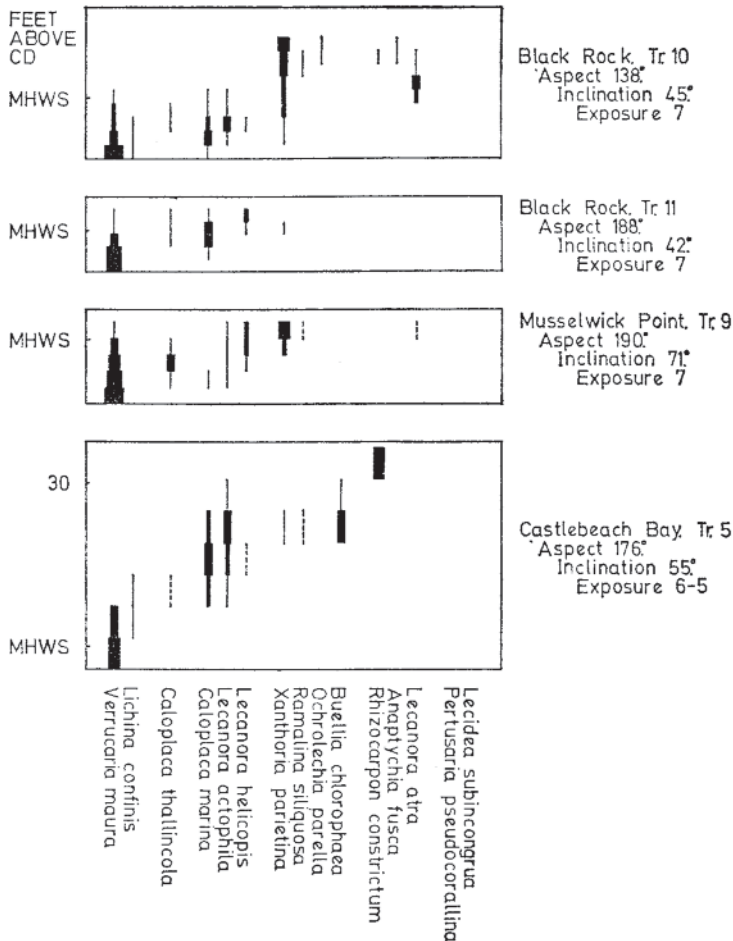 FEET
ABOVE
CD
MHWS
Black Rock, Tr. 10
Aspect 138°
Inclination 45°
Exposure 7
MHWS
Black Rock, Tr. 11
Aspect 188°
Inclination 42°
Exposure 7
MHWS
Musselwick Point, Tr. 9
Aspect 190°
Inclination 71°
Exposure 7
30
MHWS
Castlebeach Bay, Tr. 5
Aspect 176°
Inclination 55°
Exposure 6-5
Verrucaria maura
Lichina confinis
Caloplaca thallincola
Caloplaca marina
Lecanora actophila
Lecanora helicopis
Xanthoria parietina
Ramalina siliquosa
Ochrolechia parella
Buellia chlorophaea
Rhizocarpon constrictum
Anaptychia fusca
Lecanora atra
Pertusaria pseudocorallina
Lecidea subincongrua